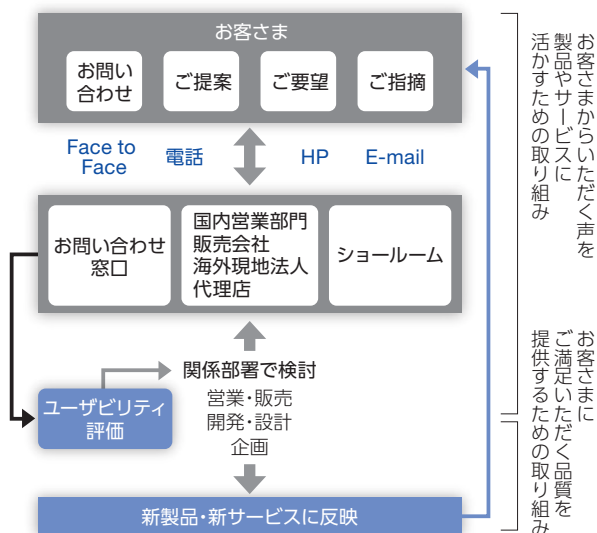 お客さま
お問い
合わせ
ご提案
ご要望
ご指摘
Face to
Face
電話
HP
E-mail
お問い合わせ
窓口
国内営業部門
販売会社
海外現地法人
代理店
ショールーム
関係部署で検討
営業・販売
開発・設計
企画
ユーザビリティ
評価
新製品・新サービスに反映
お客さまからいただく声を
製品やサービスに
活かすための取り組み
お客さまに
ご満足いただく品質を
提供するための取り組み